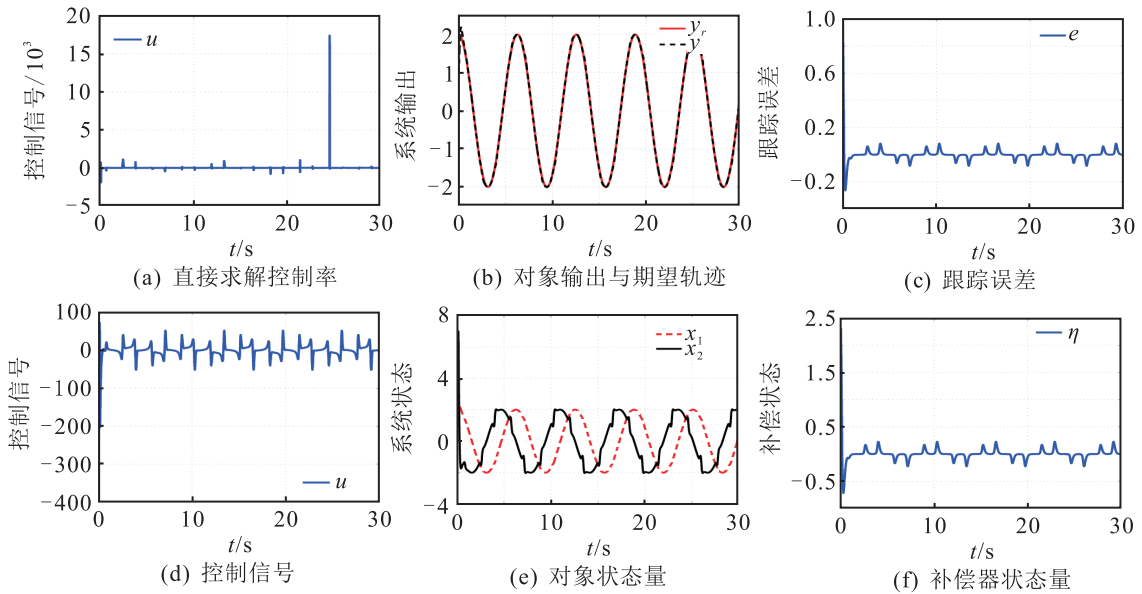 20
15
10
5
0
−5
控制信号/10³
u
0
10
20
30
t/s
(a) 直接求解控制率
2
1
0
−1
−2
系统输出
y_r
y
0
10
20
30
t/s
(b) 对象输出与期望轨迹
1.0
0.6
0.2
−0.2
跟踪误差
e
0
10
20
30
t/s
(c) 跟踪误差
100
0
−100
−200
−300
−400
控制信号
u
0
10
20
30
t/s
(d) 控制信号
8
4
0
−4
系统状态
x₁
x₂
0
10
20
30
t/s
(e) 对象状态量
2.5
1.5
0.5
−0.5
补偿状态
η
0
10
20
30
t/s
(f) 补偿器状态量